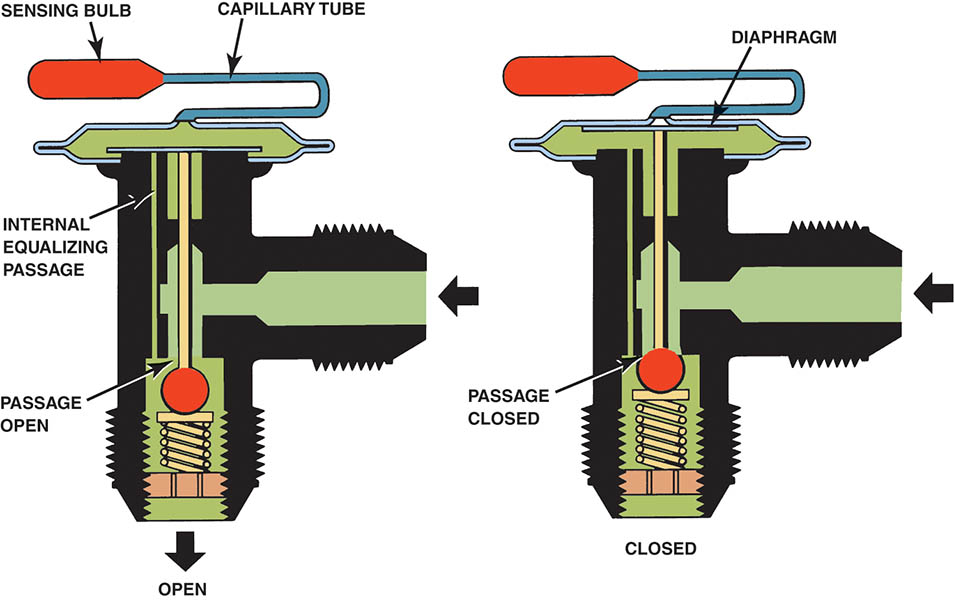 SENSING BULB
CAPILLARY TUBE
DIAPHRAGM
INTERNAL
EQUALIZING
PASSAGE
PASSAGE
OPEN
PASSAGE
CLOSED
OPEN
CLOSED